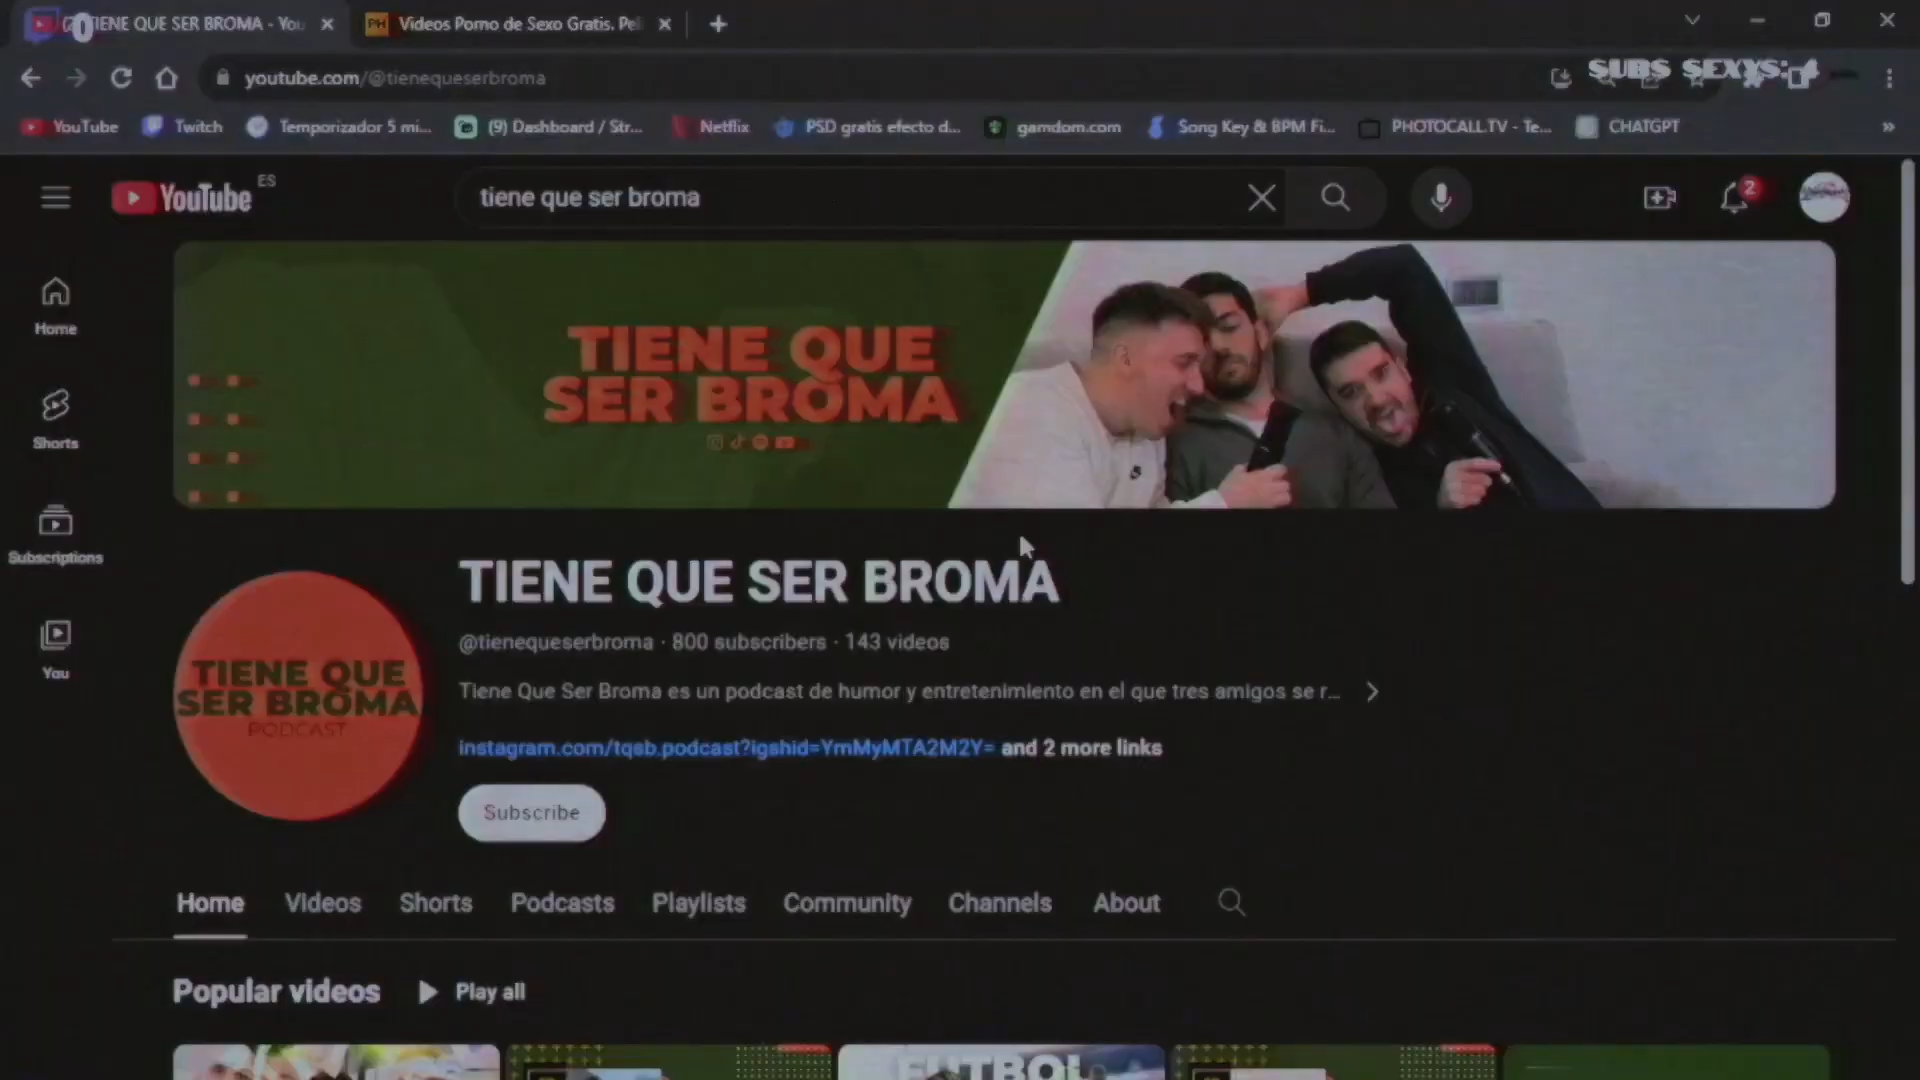 TIENE QUE SER BROMA - You
PH
Videos Porno de Sexo Gratis. Pel
0
SUBS SEXYS: 4
youtube.com/@tienequeserbroma
YouTube
Twitch
Temporizador 5 mi...
(9) Dashboard / Str...
Netflix
PSD gratis efecto d...
gamdom.com
Song Key & BPM Fi...
PHOTOCALL.TV - Te...
CHATGPT
»
YouTube
ES
tiene que ser broma
2
Home
Shorts
Subscriptions
You
TIENE QUE
SER BROMA
TIENE QUE
SER BROMA
PODCAST
TIENE QUE SER BROMA
@tienequeserbroma · 800 subscribers · 143 videos
Tiene Que Ser Broma es un podcast de humor y entretenimiento en el que tres amigos se r...
instagram.com/tqsb.podcast?igshid=YmMyMTA2M2Y= and 2 more links
Subscribe
Home
Videos
Shorts
Podcasts
Playlists
Community
Channels
About
Popular videos
Play all
FUTBOL